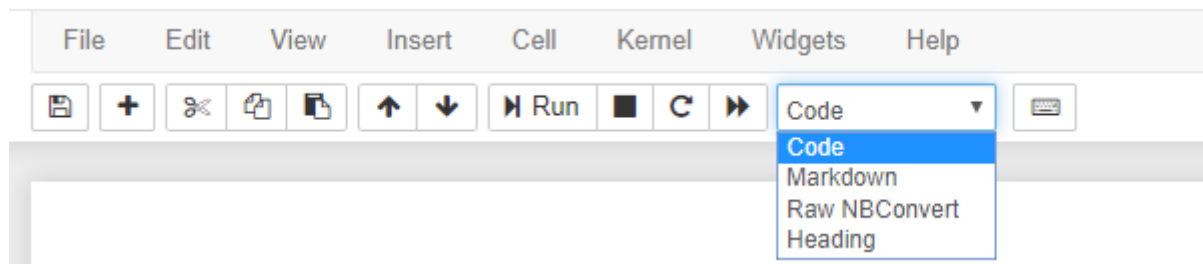 File Edit View Insert Cell Kernel Widgets Help
Run Code
Code
Markdown
Raw NBConvert
Heading